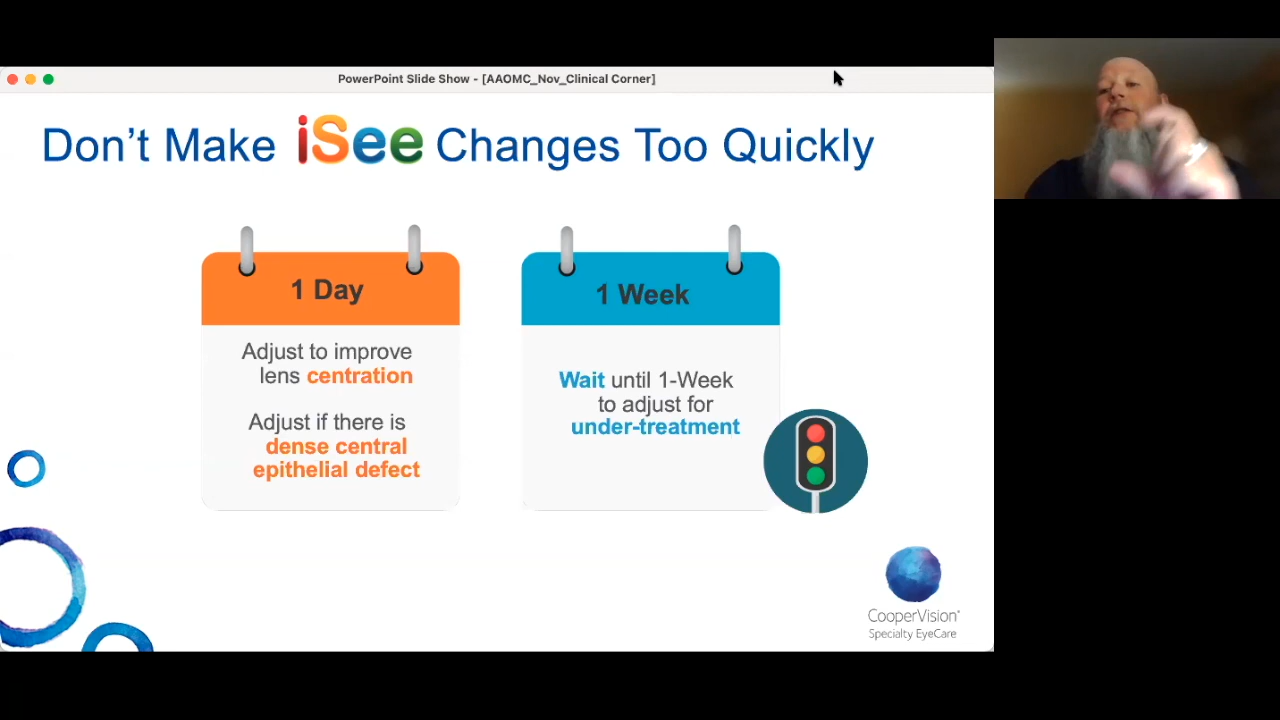 PowerPoint Slide Show - [AAOMC_Nov_Clinical Corner]
Don't Make iSee Changes Too Quickly
1 Day
Adjust to improve
lens centration
Adjust if there is
dense central
epithelial defect
1 Week
Wait until 1-Week
to adjust for
under-treatment
CooperVision®
Specialty EyeCare